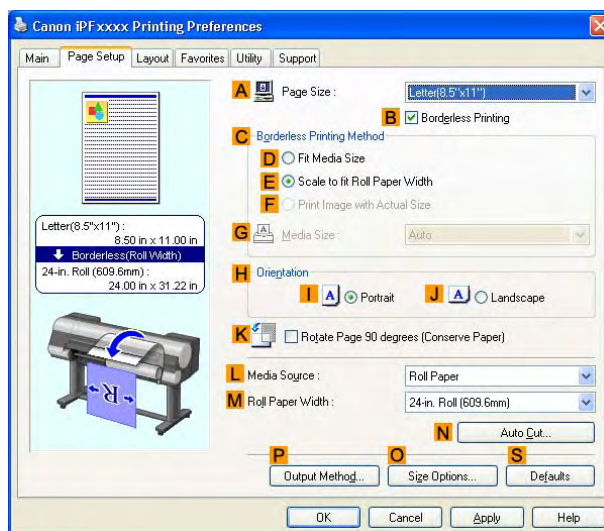 Canon iPFxxxx Printing Preferences
Main Page Setup Layout Favorites Utility Support
A Page Size : Letter(8.5"x11")
B Borderless Printing
C Borderless Printing Method
D Fit Media Size
E Scale to fit Roll Paper Width
F Print Image with Actual Size
G A Media Size : Auto
Letter(8.5"x11") :
8.50 in x 11.00 in
Borderless(Roll Width)
24-in. Roll (609.6mm) :
24.00 in x 31.22 in
H Orientation
I A Portrait J A Landscape
K Rotate Page 90 degrees (Conserve Paper)
R
L Media Source : Roll Paper
M Roll Paper Width : 24-in. Roll (609.6mm)
N Auto Cut...
P O S
Output Method... Size Options... Defaults
OK Cancel Apply Help